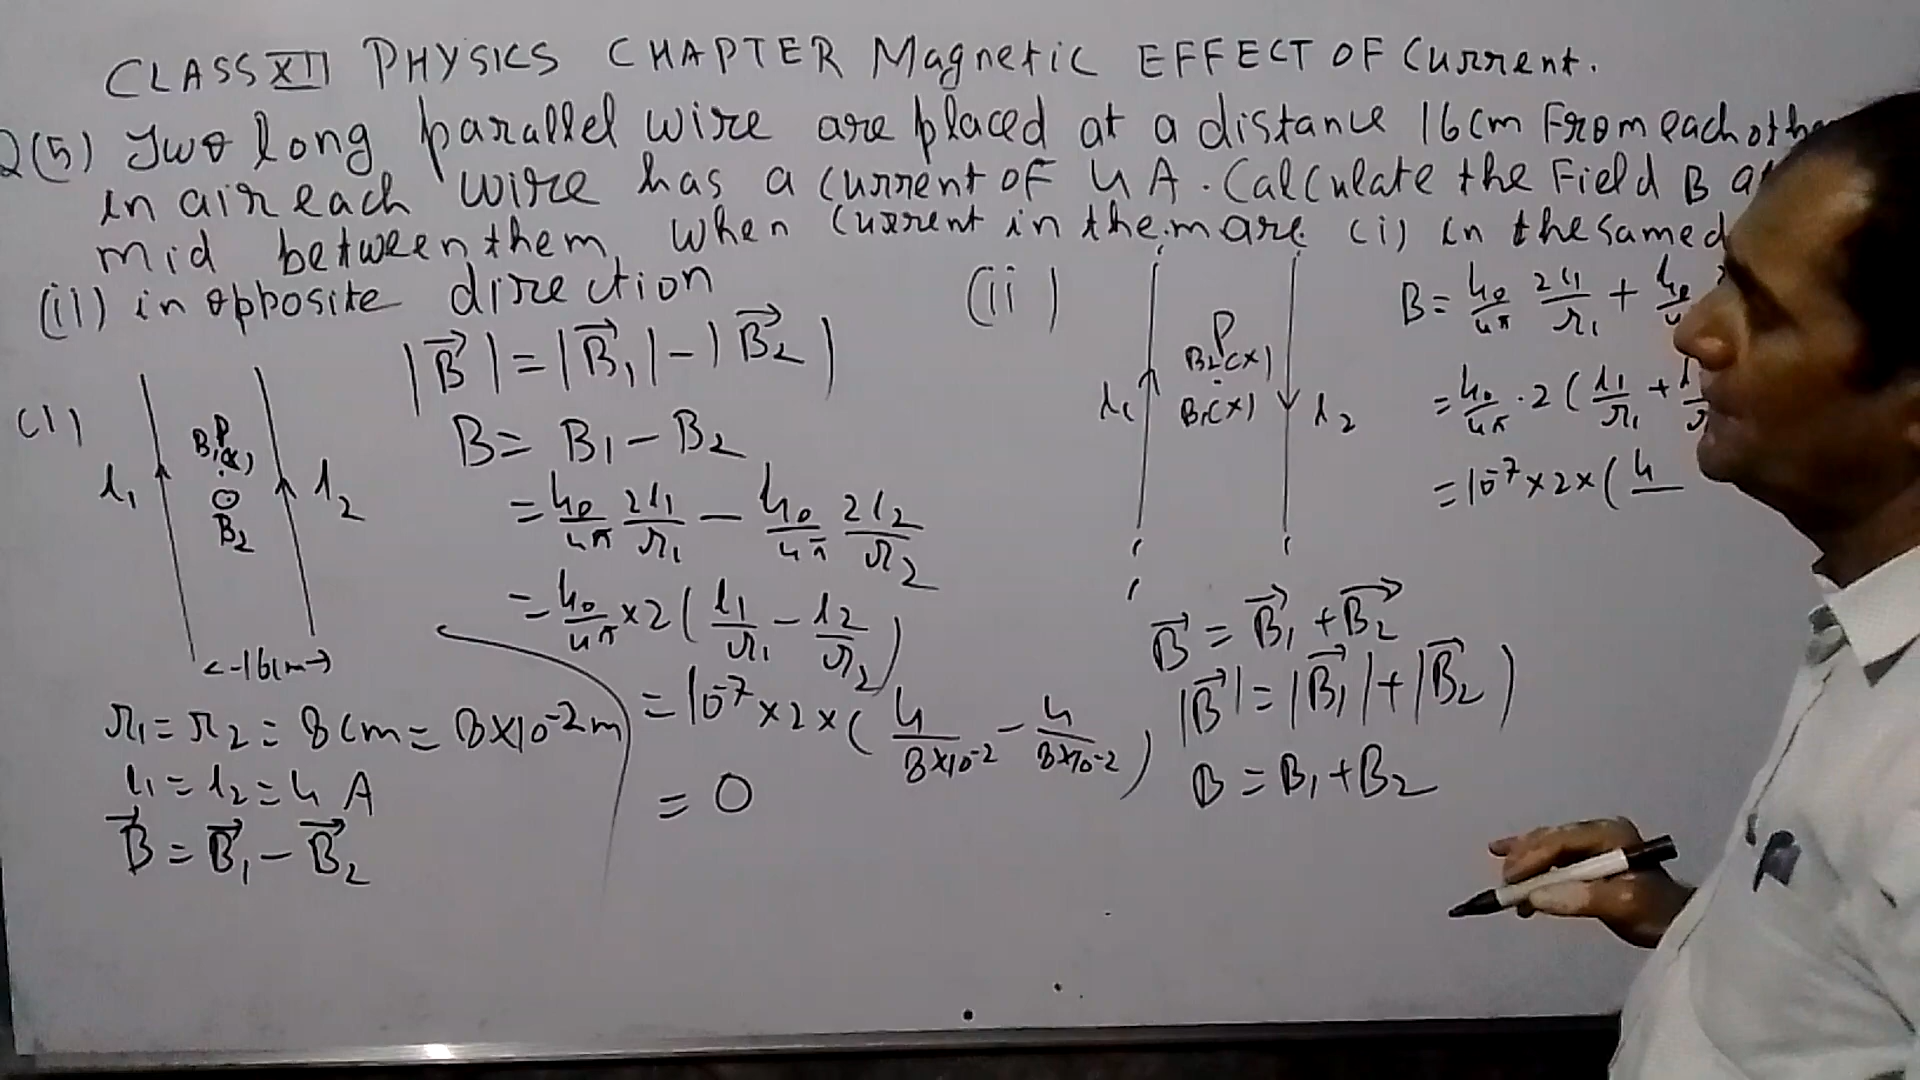 CLASS XII PHYSICS CHAPTER Magnetic EFFECT OF Current.
Q(5) Two long parallel wire are placed at a distance 16 cm From each othe
in air each wire has a current of 4 A. Calculate the Field B a
mid between them when current in them are (i) in the same d
(ii) in opposite direction
(i)
I₁
P
B₁(×)
⊙
B₂
I₂
<-16cm->
r₁ = r₂ = 8cm = 8×10⁻²m
I₁ = I₂ = 4 A
B⃗ = B⃗₁ - B⃗₂
|B⃗| = |B⃗₁| - |B⃗₂|
B = B₁ - B₂
= μ₀/4π 2I₁/r₁ - μ₀/4π 2I₂/r₂
= μ₀/4π × 2 (I₁/r₁ - I₂/r₂)
= 10⁻⁷ × 2 × (4/8×10⁻² - 4/8×10⁻²)
= 0
(ii)
I₁
P
B₂(×)
B₁(×)
I₂
B⃗ = B⃗₁ + B⃗₂
|B⃗| = |B⃗₁| + |B⃗₂|
B = B₁ + B₂
B = μ₀/4π 2I₁/r₁ + μ₀/4
= μ₀/4π · 2 (I₁/r₁ + I/r
= 10⁻⁷ × 2 × (4/